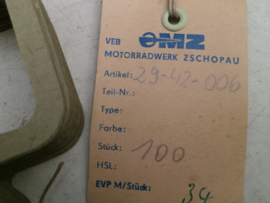 VEB MZ
MOTORRADWERK ZSCHOPAU
Artikel: 29-42-006
Teil-Nr.:
Type:
Farbe:
Stück: 100
HSL:
EVP M/Stück: 34